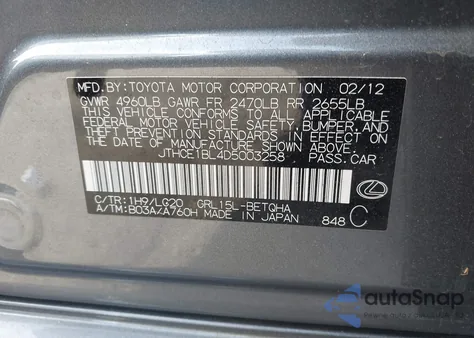 MFD.BY:TOYOTA MOTOR CORPORATION 02/12
GVWR 4960LB GAWR FR 2470LB RR 2655LB
THIS VEHICLE CONFORMS TO ALL APPLICABLE
FEDERAL MOTOR VEHICLE SAFETY, BUMPER, AND
THEFT PREVENTION STANDARDS IN EFFECT ON
THE DATE OF MANUFACTURE SHOWN ABOVE.
JTHCE1BL4D5003258 PASS.CAR
C/TR:1H9/LG20 GRL15L-BETQHA
A/TM:B03A/A760H MADE IN JAPAN 848 C
autoSnap